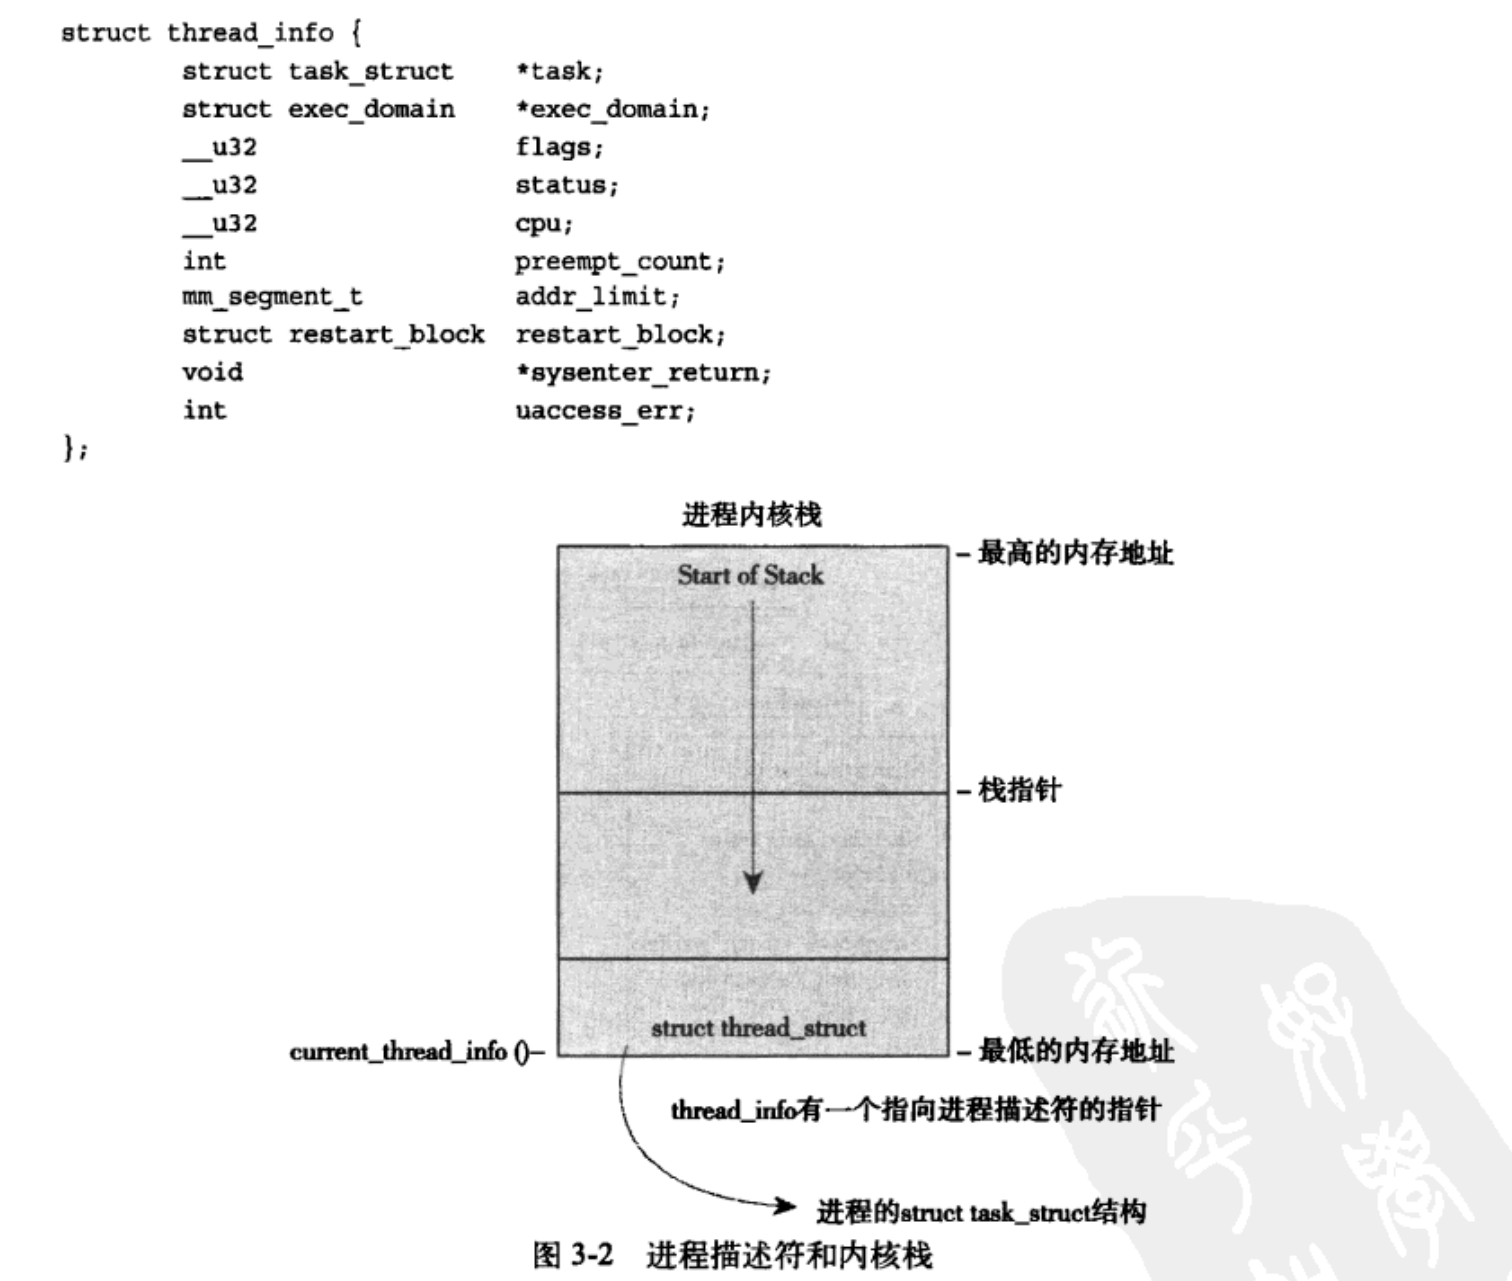 struct thread_info {
struct task_struct *task;
struct exec_domain *exec_domain;
__u32 flags;
__u32 status;
__u32 cpu;
int preempt_count;
mm_segment_t addr_limit;
struct restart_block restart_block;
void *sysenter_return;
int uaccess_err;
};
进程内核栈
Start of Stack
– 最高的内存地址
– 栈指针
struct thread_struct
current_thread_info ()–
– 最低的内存地址
thread_info有一个指向进程描述符的指针
进程的struct task_struct结构
图 3-2 进程描述符和内核栈